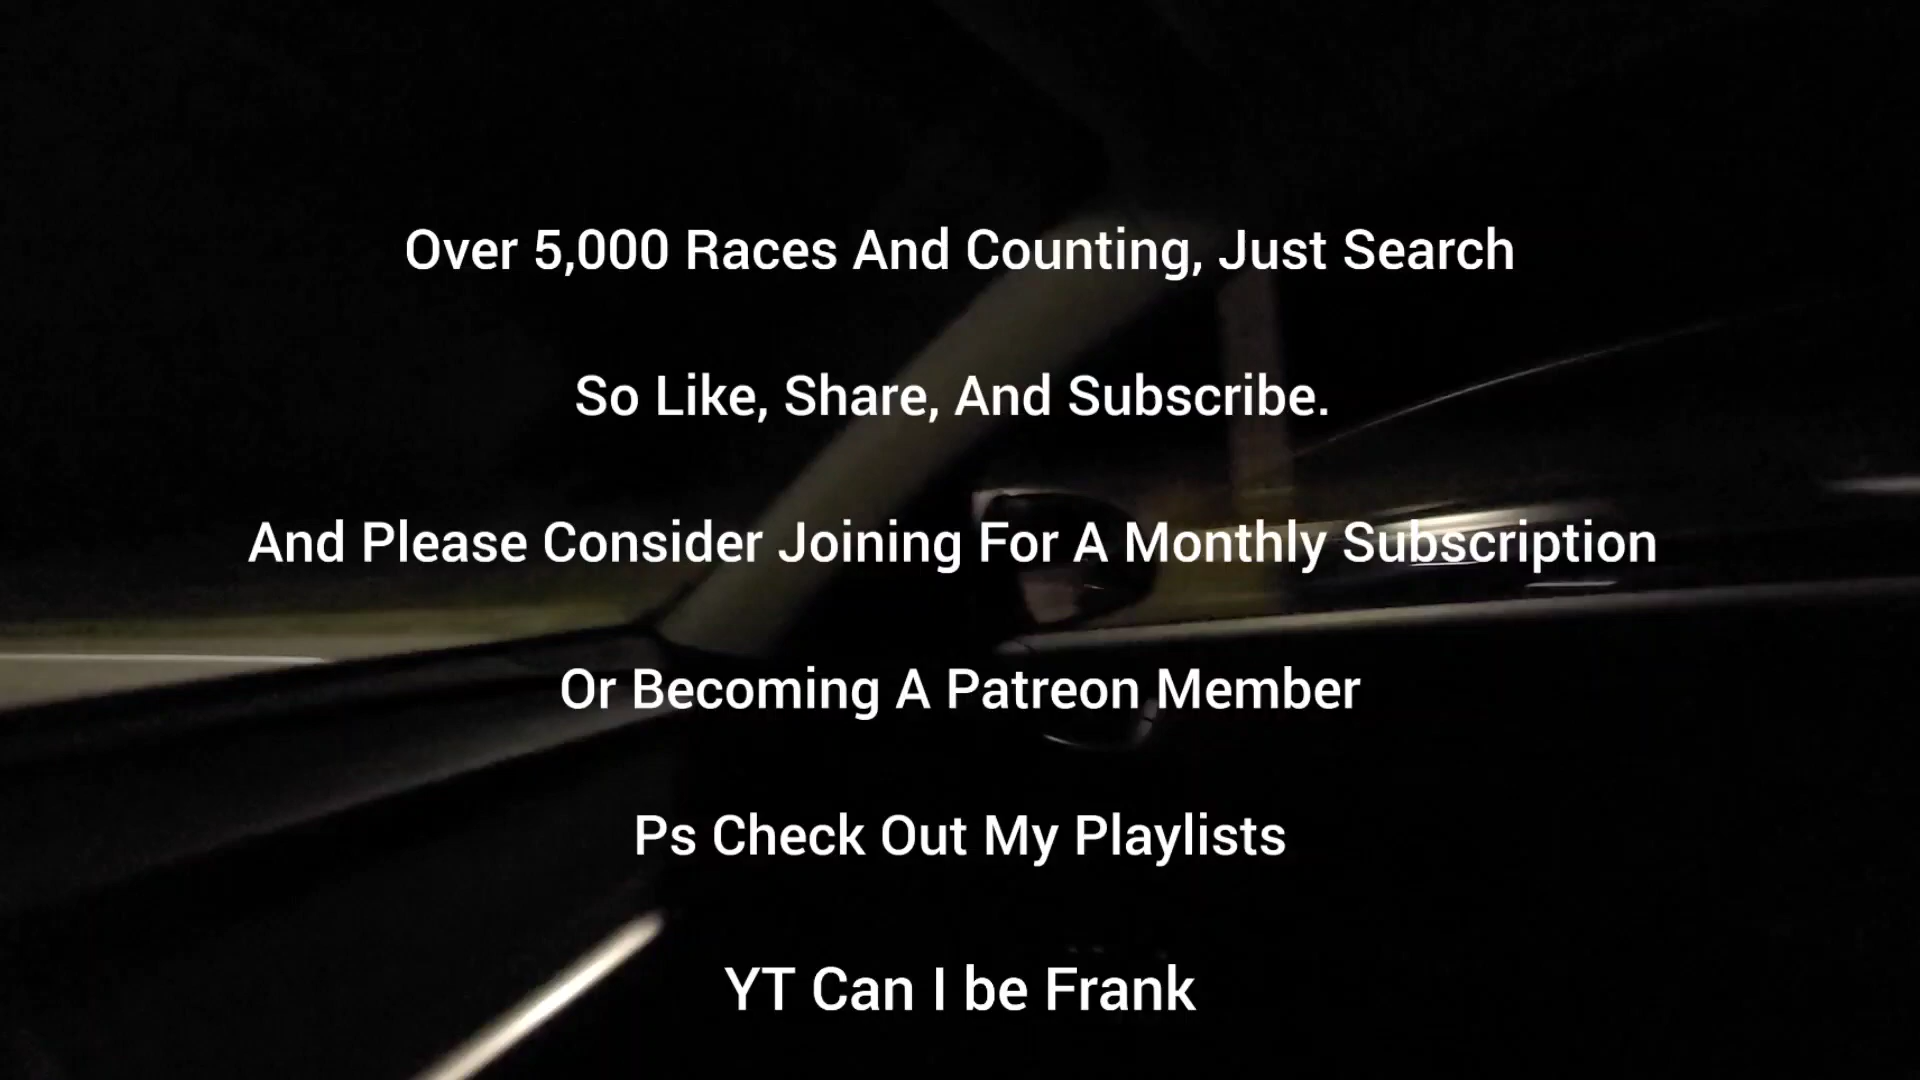 Over 5,000 Races And Counting, Just Search
So Like, Share, And Subscribe.
And Please Consider Joining For A Monthly Subscription
Or Becoming A Patreon Member
Ps Check Out My Playlists
YT Can I be Frank